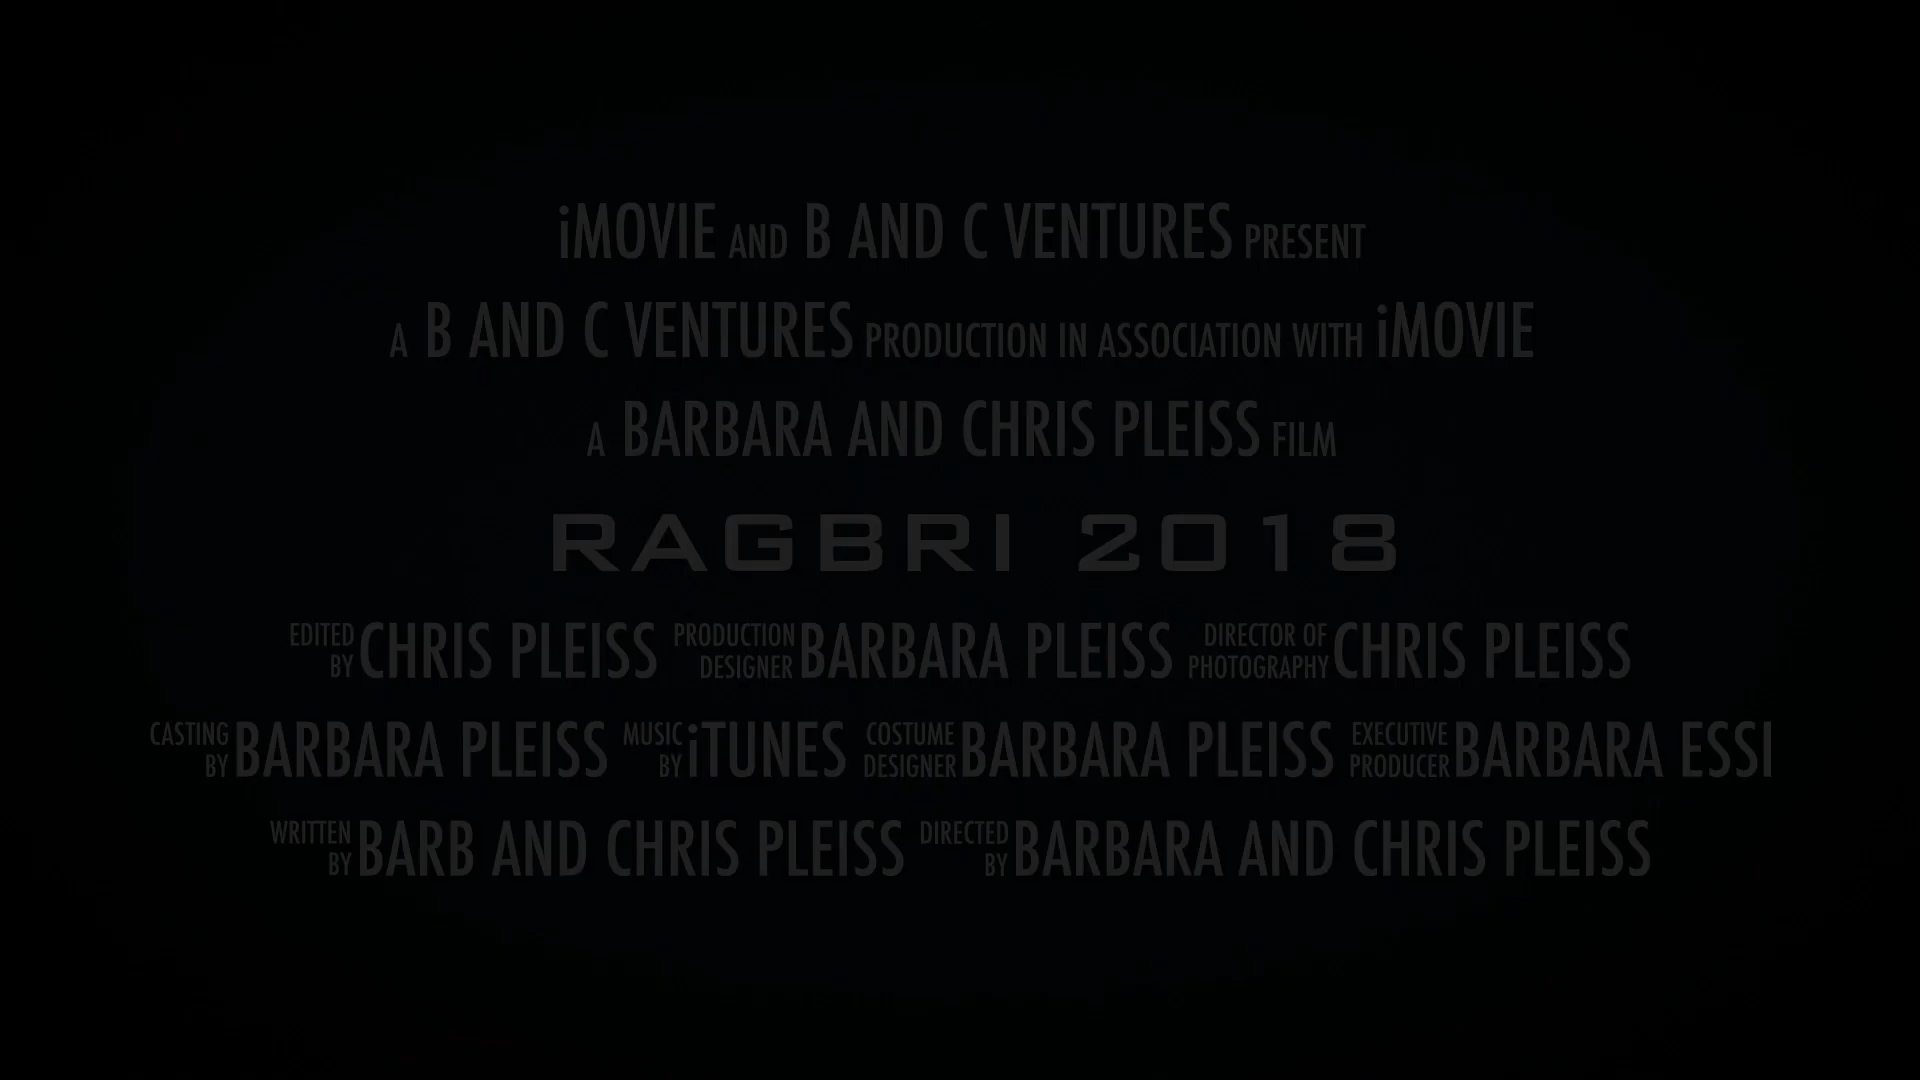 iMOVIE AND B AND C VENTURES PRESENT
A B AND C VENTURES PRODUCTION IN ASSOCIATION WITH iMOVIE
A BARBARA AND CHRIS PLEISS FILM
RAGBRI 2018
EDITED BY CHRIS PLEISS PRODUCTION DESIGNER BARBARA PLEISS DIRECTOR OF PHOTOGRAPHY CHRIS PLEISS
CASTING BY BARBARA PLEISS MUSIC BY iTUNES COSTUME DESIGNER BARBARA PLEISS EXECUTIVE PRODUCER BARBARA ESSI
WRITTEN BY BARB AND CHRIS PLEISS DIRECTED BY BARBARA AND CHRIS PLEISS